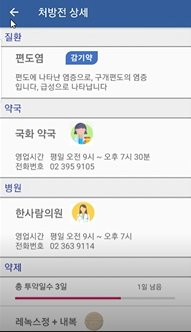 처방전 상세
질환
편도염 감기약
편도에 나타난 염증으로, 구개편도의 염증
입니다, 급성으로 나타납니다
약국
국화 약국
영업시간 평일 오전 9시 ~ 오후 7시 30분
전화번호 02 395 9105
병원
한사람의원
영업시간 평일 오전 9시 ~ 오후 7시
전화번호 02 363 9114
약제
총 투약일수 3일 1일 남음
레녹스정 + 내복